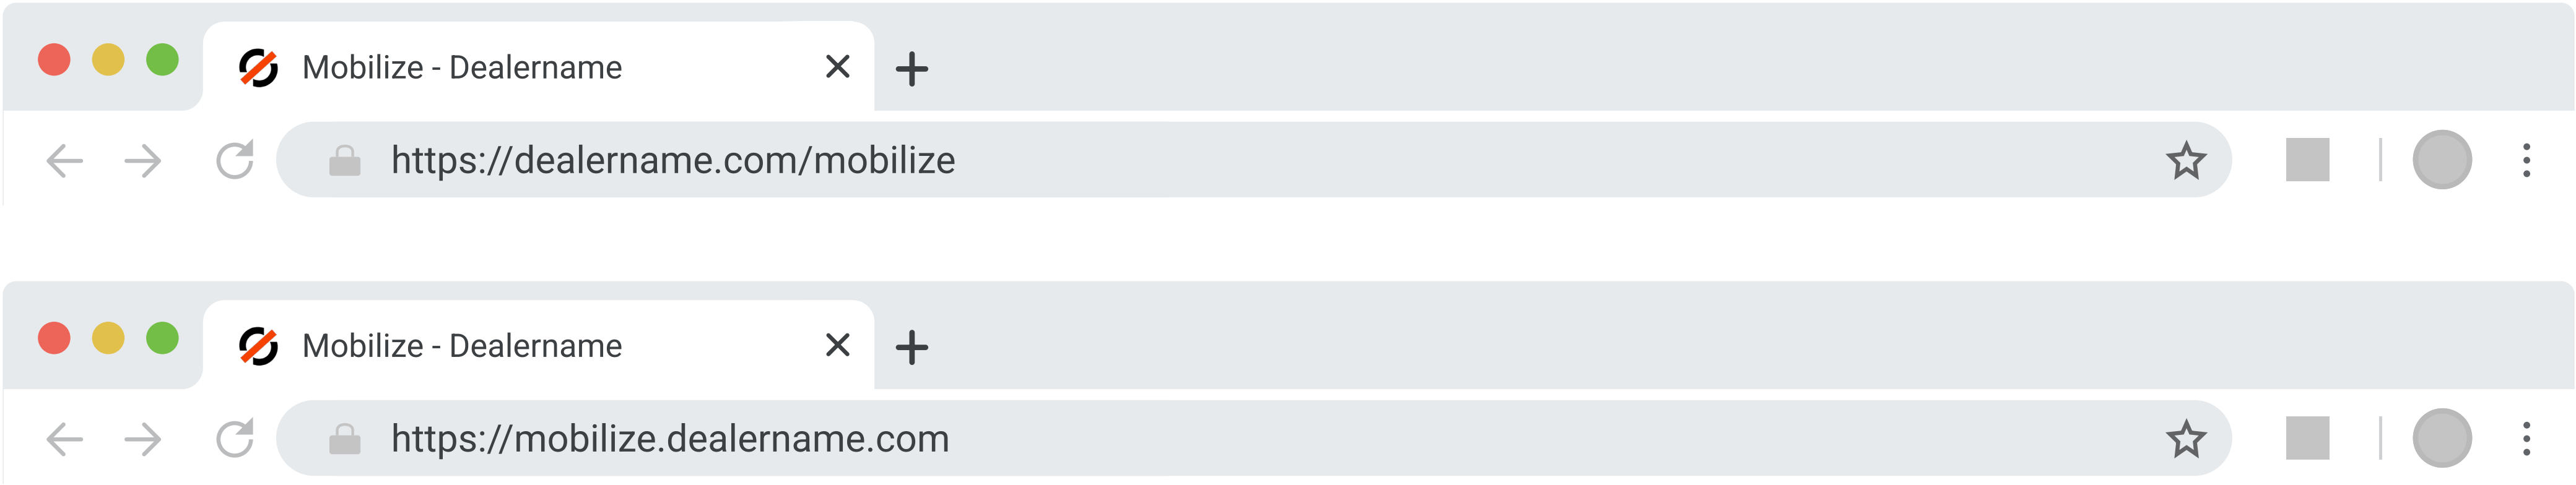 Mobilize - Dealername
https://dealername.com/mobilize
Mobilize - Dealername
https://mobilize.dealername.com